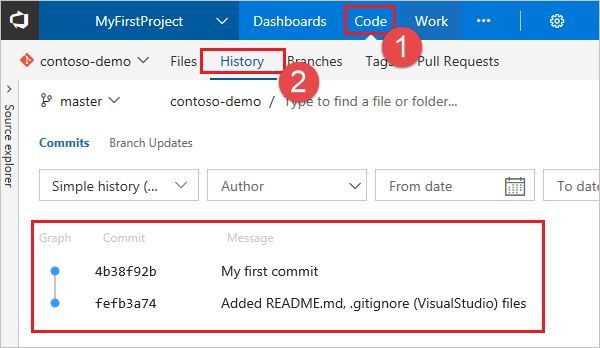 MyFirstProject Dashboards Code Work ...
1
contoso-demo Files History Branches Tags Pull Requests
2
Source explorer
master contoso-demo / Type to find a file or folder...
Commits Branch Updates
Simple history (... Author From date To date
Graph Commit Message
4b38f92b My first commit
fefb3a74 Added README.md, .gitignore (VisualStudio) files